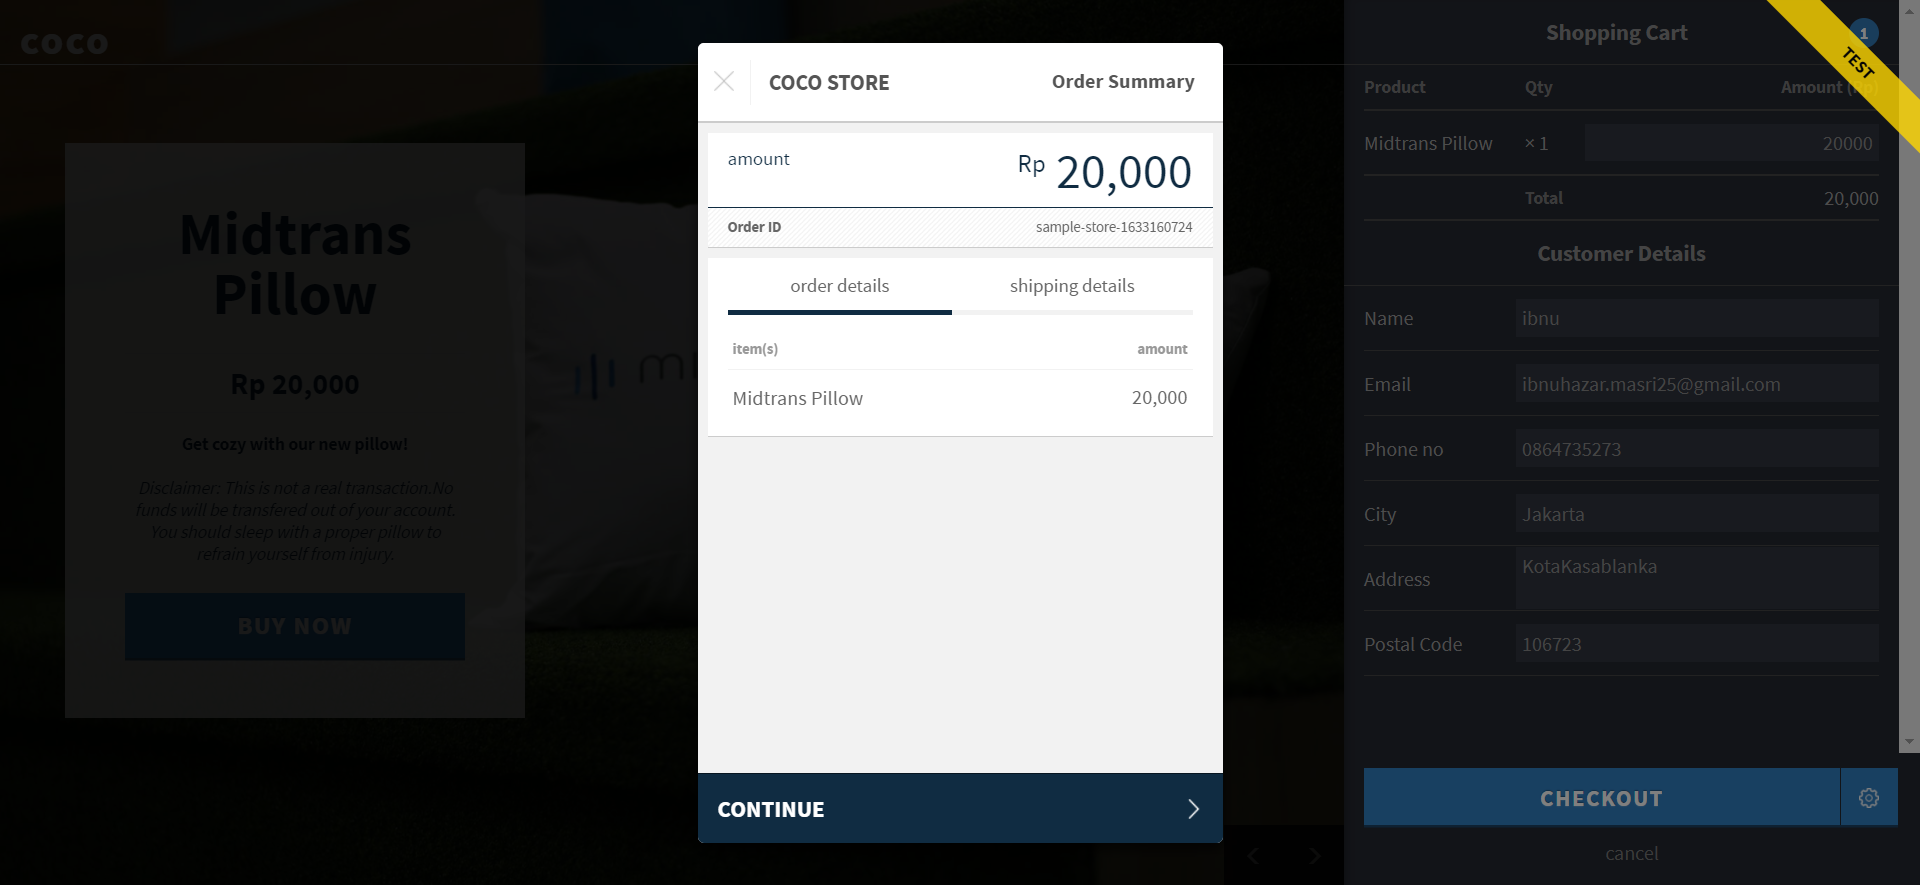 coco
Midtrans
Pillow
Rp 20,000
Get cozy with our new pillow!
Disclaimer: This is not a real transaction.No
funds will be transfered out of your account.
You should sleep with a proper pillow to
refrain yourself from injury.
BUY NOW
COCO STORE
Order Summary
amount
Rp 20,000
Order ID
sample-store-1633160724
order details
shipping details
item(s)
amount
Midtrans Pillow
20,000
CONTINUE
Shopping Cart
1
TEST
Product
Qty
Amount
Midtrans Pillow
× 1
20000
Total
20,000
Customer Details
Name
ibnu
Email
ibnuhazar.masri25@gmail.com
Phone no
0864735273
City
Jakarta
Address
KotaKasablanka
Postal Code
106723
CHECKOUT
cancel